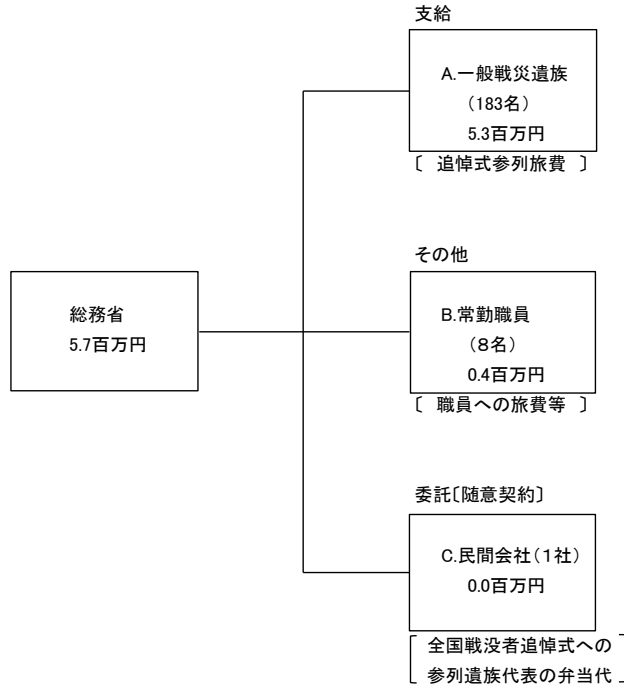 支給
A.一般戦災遺族
（183名）
5.3百万円
〔 追悼式参列旅費 〕
その他
総務省
5.7百万円
B.常勤職員
（８名）
0.4百万円
〔 職員への旅費等 〕
委託〔随意契約〕
C.民間会社（１社）
0.0百万円
全国戦没者追悼式への
参列遺族代表の弁当代